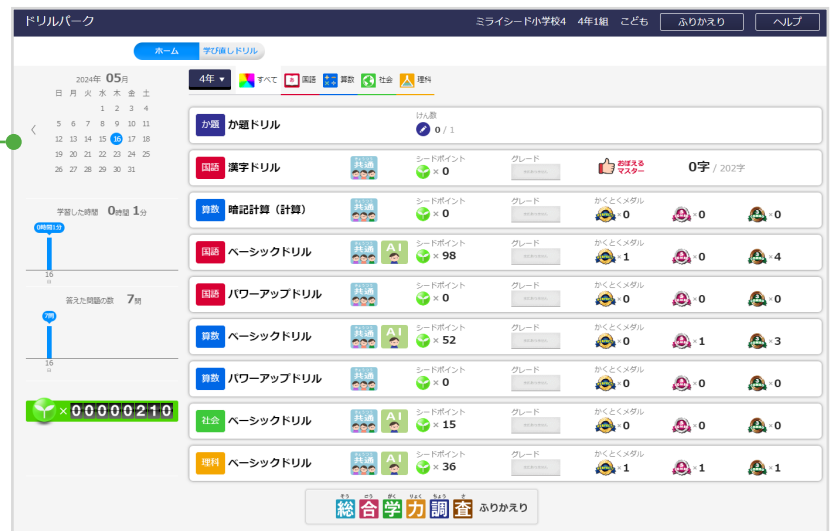 ドリルパーク ミライシード小学校4 4年1組 こども ふりかえり ヘルプ
ホーム 学び直しドリル
2024年 05月
日 月 火 水 木 金 土
1 2 3 4
5 6 7 8 9 10 11
12 13 14 15 16 17 18
19 20 21 22 23 24 25
26 27 28 29 30 31
学習した時間 0時間 1分
0時間1分
16
日
答えた問題の数 7問
7問
16
日
× 00000210
4年 ▼ すべて 国語 算数 社会 理科
か題 か題ドリル けん数 0 / 1
国語 漢字ドリル 共通 シードポイント × 0 グレード おぼえるマスター 0字 / 202字
算数 暗記計算（計算） 共通 シードポイント × 0 グレード かくとくメダル ×0 ×0 ×0
国語 ベーシックドリル 共通 AI シードポイント × 98 グレード かくとくメダル ×1 ×0 ×4
国語 パワーアップドリル 共通 シードポイント × 0 グレード かくとくメダル ×0 ×0 ×0
算数 ベーシックドリル 共通 AI シードポイント × 52 グレード かくとくメダル ×0 ×1 ×3
算数 パワーアップドリル 共通 シードポイント × 0 グレード かくとくメダル ×0 ×0 ×0
社会 ベーシックドリル 共通 AI シードポイント × 15 グレード かくとくメダル ×0 ×0 ×0
理科 ベーシックドリル 共通 AI シードポイント × 36 グレード かくとくメダル ×1 ×1 ×1
そう ごう がく りょく ちょう さ
総合学力調査 ふりかえり